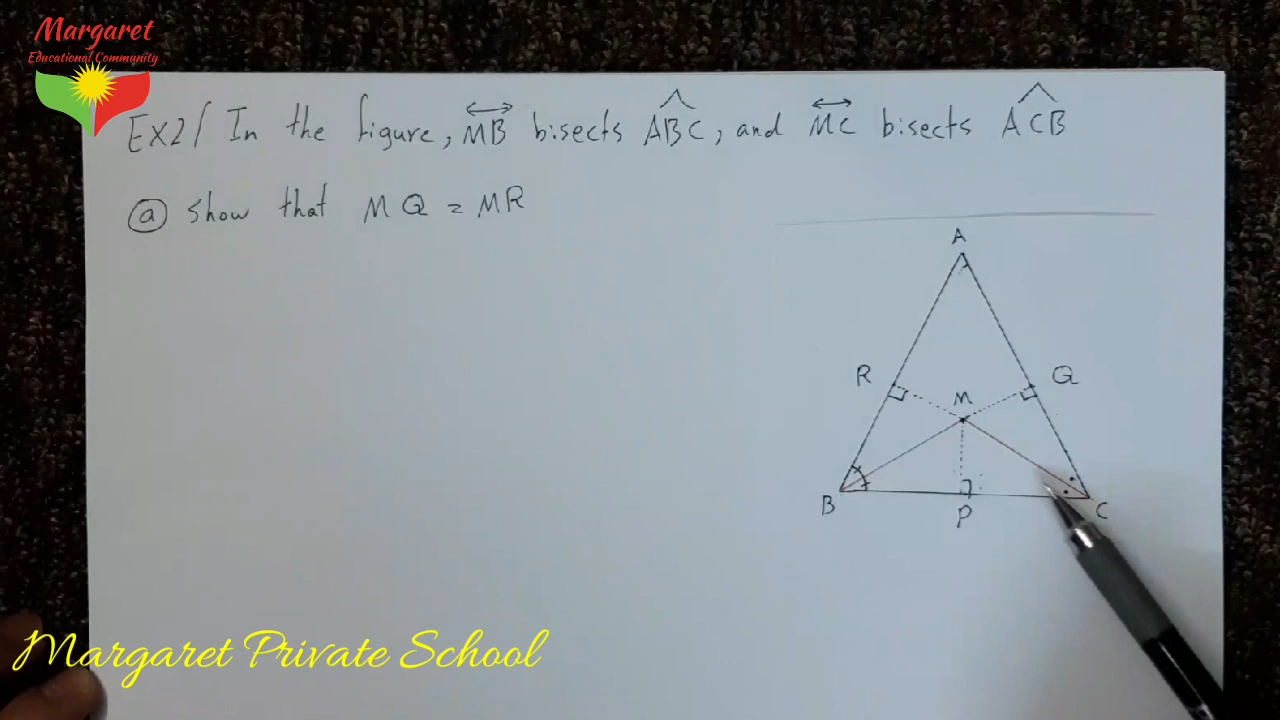 Margaret
Educational Community
Ex2/ In the figure, MB bisects ABC, and MC bisects ACB
ⓐ show that MQ = MR
A
R
Q
M
B
P
C
Margaret Private School